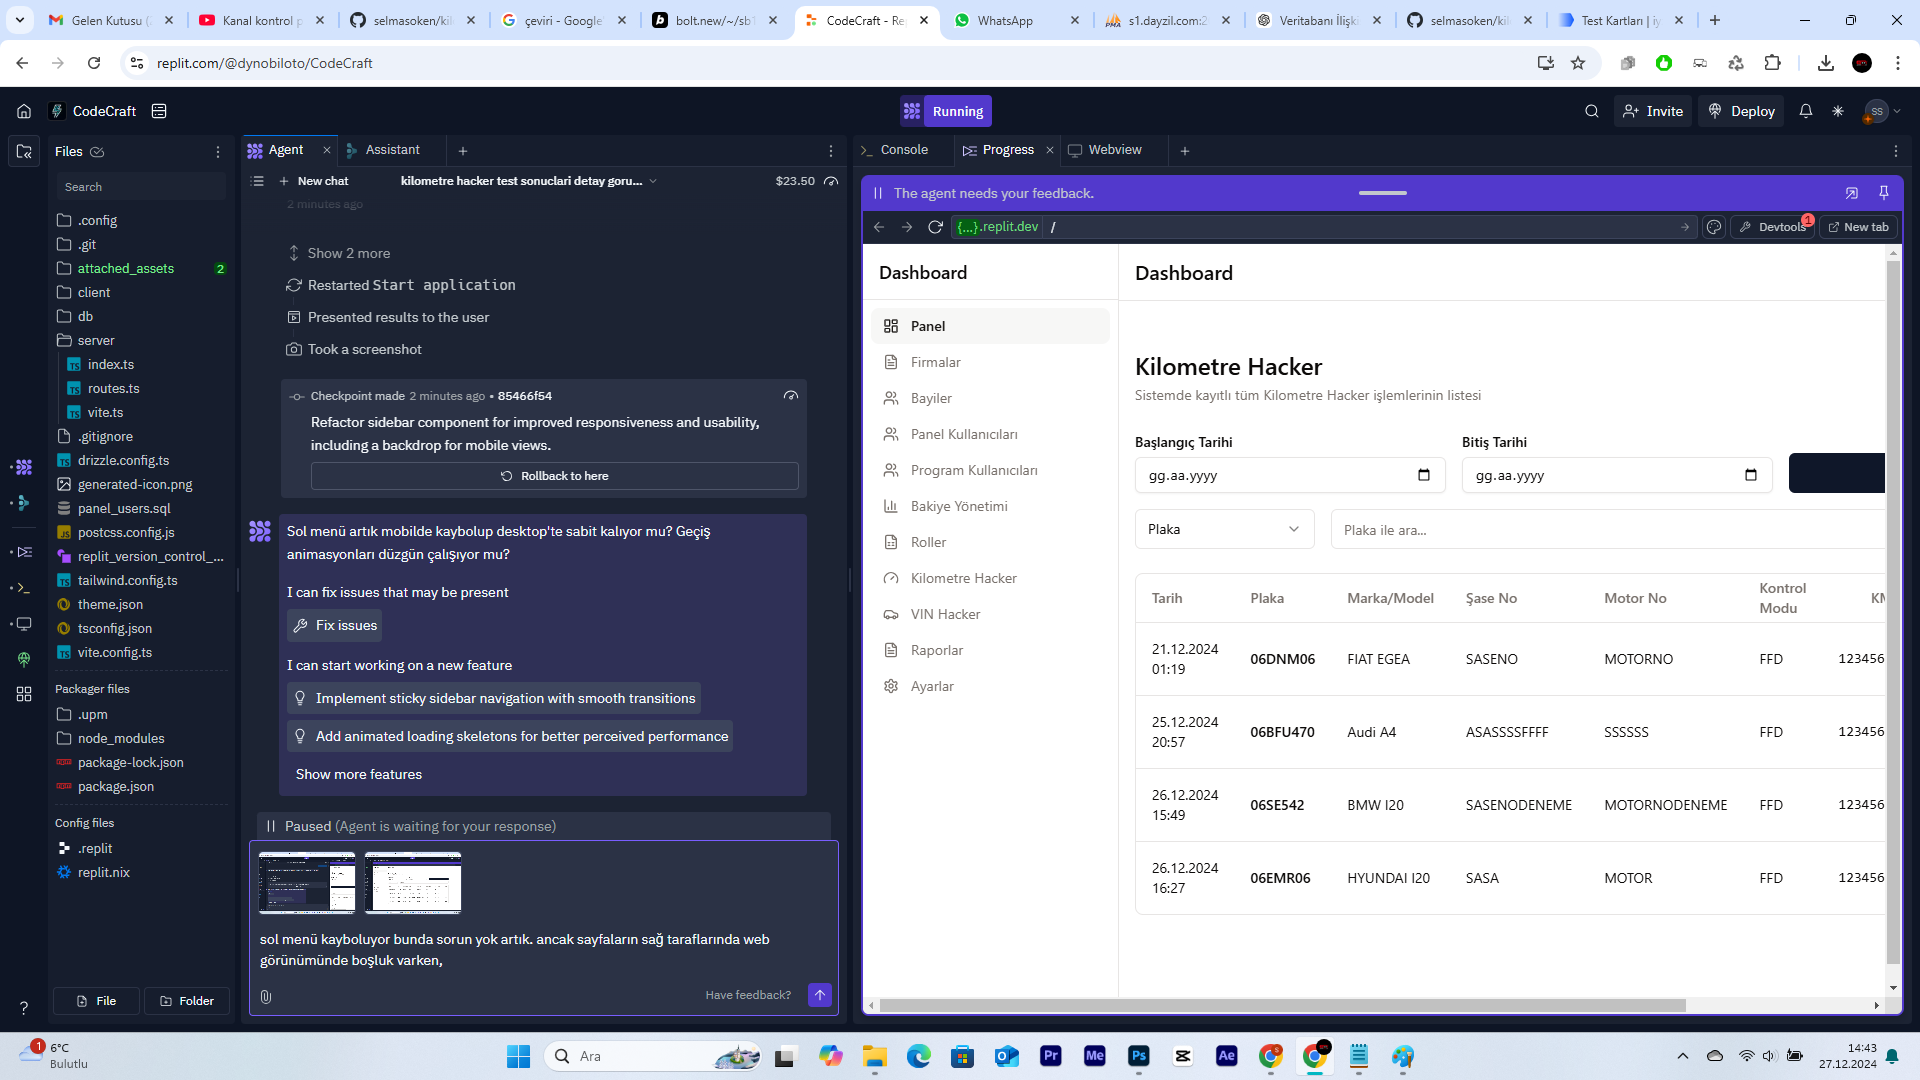 Gelen Kutusu (
Kanal kontrol p
selmasoken/kil
çeviri - Google'
bolt.new/~/sb1
CodeCraft - Re
WhatsApp
s1.dayzil.com:2
Veritabanı İlişki
selmasoken/kil
Test Kartları | iy
replit.com/@dynobiloto/CodeCraft
CodeCraft
Running
Invite
Deploy
SS
Files
Search
.config
.git
attached_assets 2
client
db
server
index.ts
routes.ts
vite.ts
.gitignore
drizzle.config.ts
generated-icon.png
panel_users.sql
postcss.config.js
replit_version_control_...
tailwind.config.ts
theme.json
tsconfig.json
vite.config.ts
Packager files
.upm
node_modules
package-lock.json
package.json
Config files
.replit
replit.nix
File
Folder
Agent
Assistant
New chat
kilometre hacker test sonuclari detay goru...
$23.50
2 minutes ago
Show 2 more
Restarted Start application
Presented results to the user
Took a screenshot
Checkpoint made 2 minutes ago • 85466f54
Refactor sidebar component for improved responsiveness and usability,
including a backdrop for mobile views.
Rollback to here
Sol menü artık mobilde kaybolup desktop'te sabit kalıyor mu? Geçiş
animasyonları düzgün çalışıyor mu?
I can fix issues that may be present
Fix issues
I can start working on a new feature
Implement sticky sidebar navigation with smooth transitions
Add animated loading skeletons for better perceived performance
Show more features
Paused (Agent is waiting for your response)
sol menü kayboluyor bunda sorun yok artık. ancak sayfaların sağ taraflarında web
görünümünde boşluk varken,
Have feedback?
Console
Progress
Webview
The agent needs your feedback.
{...}.replit.dev /
Devtools 1
New tab
Dashboard
Panel
Firmalar
Bayiler
Panel Kullanıcıları
Program Kullanıcıları
Bakiye Yönetimi
Roller
Kilometre Hacker
VIN Hacker
Raporlar
Ayarlar
Dashboard
Kilometre Hacker
Sistemde kayıtlı tüm Kilometre Hacker işlemlerinin listesi
Başlangıç Tarihi
Bitiş Tarihi
gg.aa.yyyy
gg.aa.yyyy
Plaka
Plaka ile ara...
Tarih Plaka Marka/Model Şase No Motor No Kontrol Modu KM
21.12.2024 01:19 06DNM06 FIAT EGEA SASENO MOTORNO FFD 123456
25.12.2024 20:57 06BFU470 Audi A4 ASASSSSFFFF SSSSSS FFD 123456
26.12.2024 15:49 06SE542 BMW I20 SASENODENEME MOTORNODENEME FFD 123456
26.12.2024 16:27 06EMR06 HYUNDAI I20 SASA MOTOR FFD 123456
1
6°C
Bulutlu
Ara
Pr
Me
Ps
Ae
14:43
27.12.2024